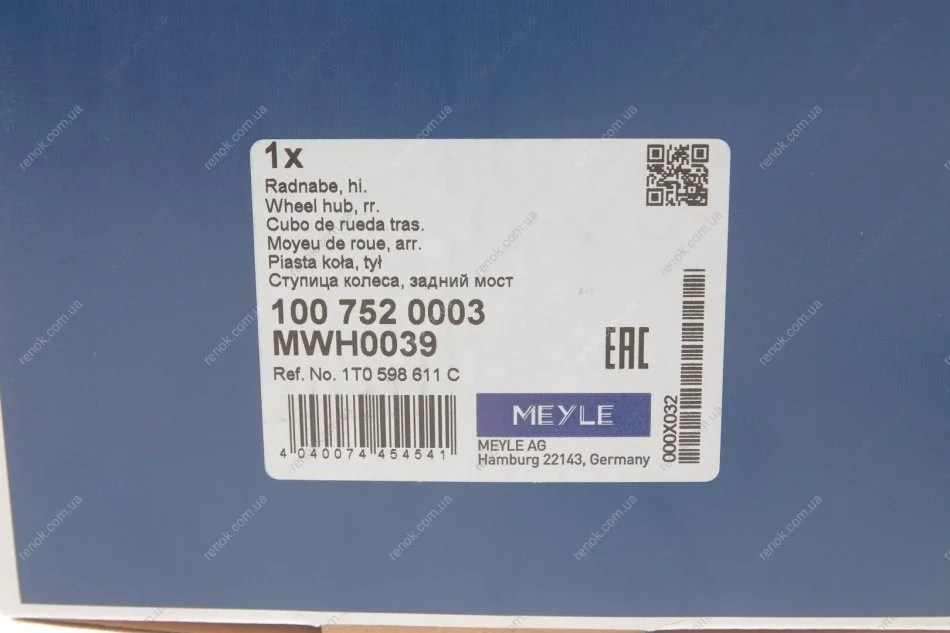 1x
Radnabe, hi.
Wheel hub, rr.
Cubo de rueda tras.
Moyeu de roue, arr.
Piasta koła, tył
Ступица колеса, задний мост
100 752 0003
MWH0039
Ref. No. 1T0 598 611 C
EAC
4 040074 454541
MEYLE
MEYLE AG
Hamburg 22143, Germany
000X032
renok.com.ua